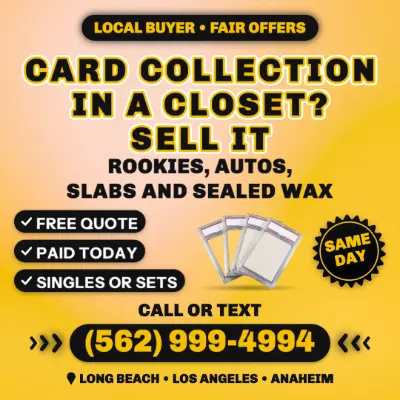 LOCAL BUYER • FAIR OFFERS
CARD COLLECTION
IN A CLOSET?
SELL IT
ROOKIES, AUTOS,
SLABS AND SEALED WAX
FREE QUOTE
PAID TODAY
SINGLES OR SETS
SAME
DAY
CALL OR TEXT
(562) 999-4994
LONG BEACH • LOS ANGELES • ANAHEIM